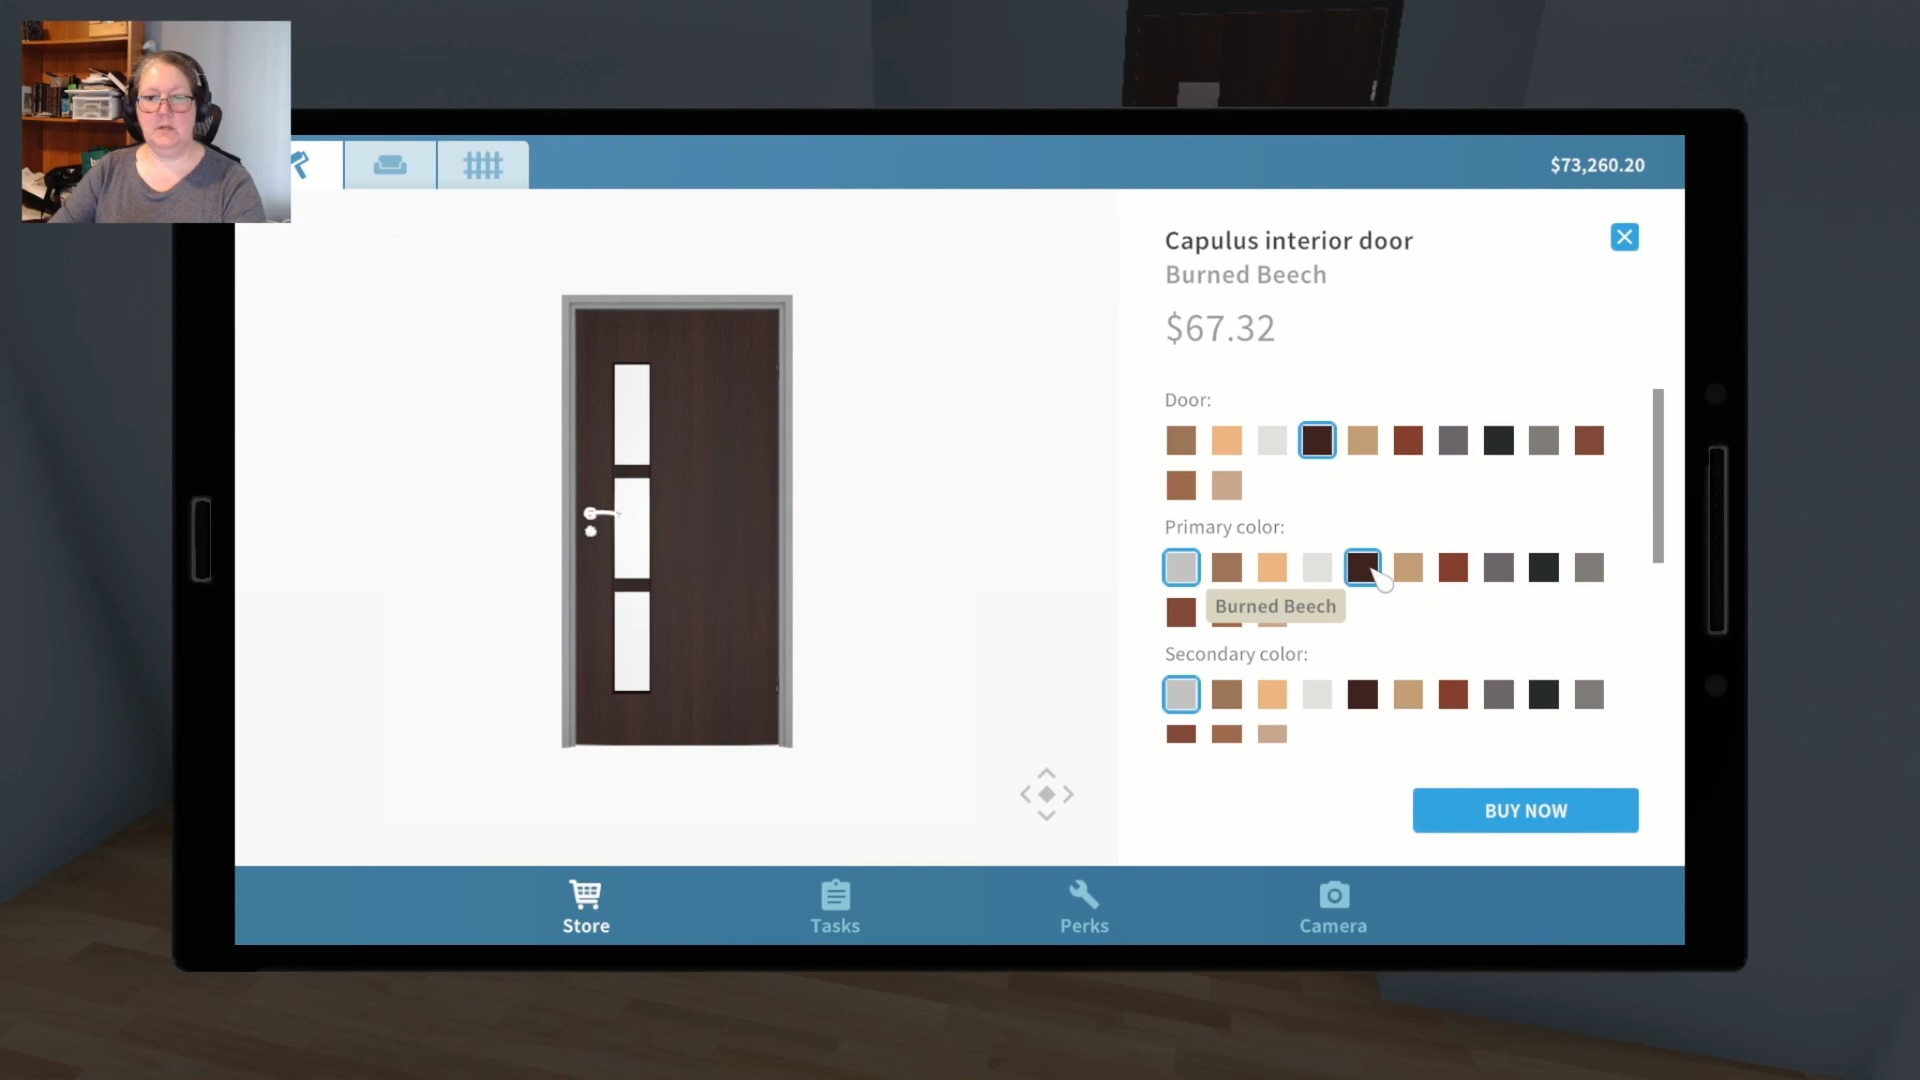 $73,260.20
Capulus interior door
Burned Beech
$67.32
Door:
Primary color:
Burned Beech
Secondary color:
BUY NOW
Store
Tasks
Perks
Camera